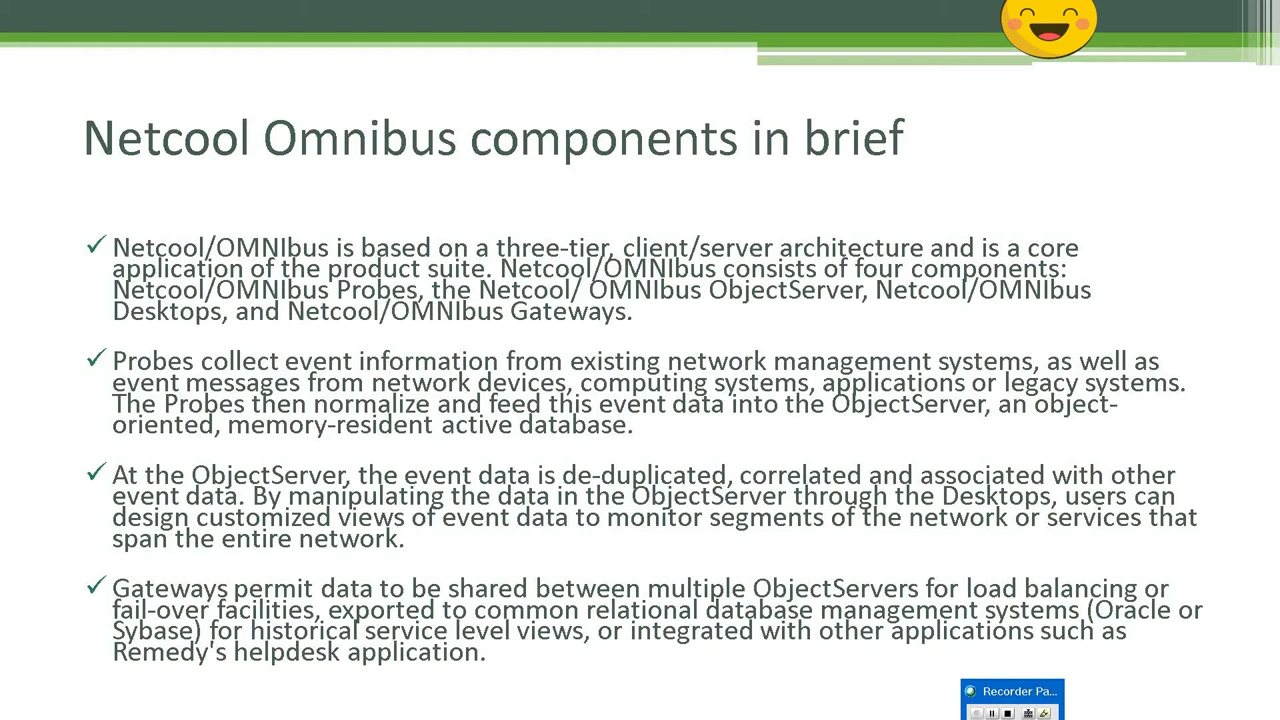 Netcool Omnibus components in brief
Netcool/OMNIbus is based on a three-tier, client/server architecture and is a core
application of the product suite. Netcool/OMNIbus consists of four components:
Netcool/OMNIbus Probes, the Netcool/ OMNIbus ObjectServer, Netcool/OMNIbus
Desktops, and Netcool/OMNIbus Gateways.
Probes collect event information from existing network management systems, as well as
event messages from network devices, computing systems, applications or legacy systems.
The Probes then normalize and feed this event data into the ObjectServer, an object-
oriented, memory-resident active database.
At the ObjectServer, the event data is de-duplicated, correlated and associated with other
event data. By manipulating the data in the ObjectServer through the Desktops, users can
design customized views of event data to monitor segments of the network or services that
span the entire network.
Gateways permit data to be shared between multiple ObjectServers for load balancing or
fail-over facilities, exported to common relational database management systems (Oracle or
Sybase) for historical service level views, or integrated with other applications such as
Remedy's helpdesk application.
Recorder Pa...